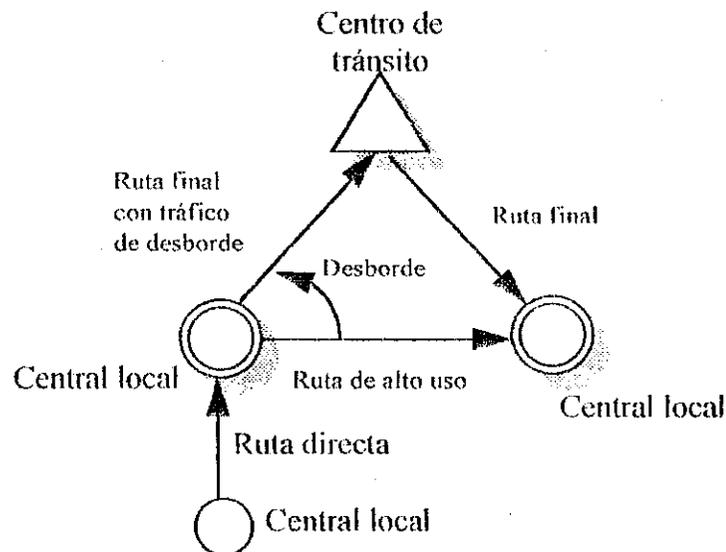 Centro de
tránsito
Ruta final
con tráfico
de desborde
Ruta final
Desborde
Central local
Ruta de alto uso
Central local
Ruta directa
Central local